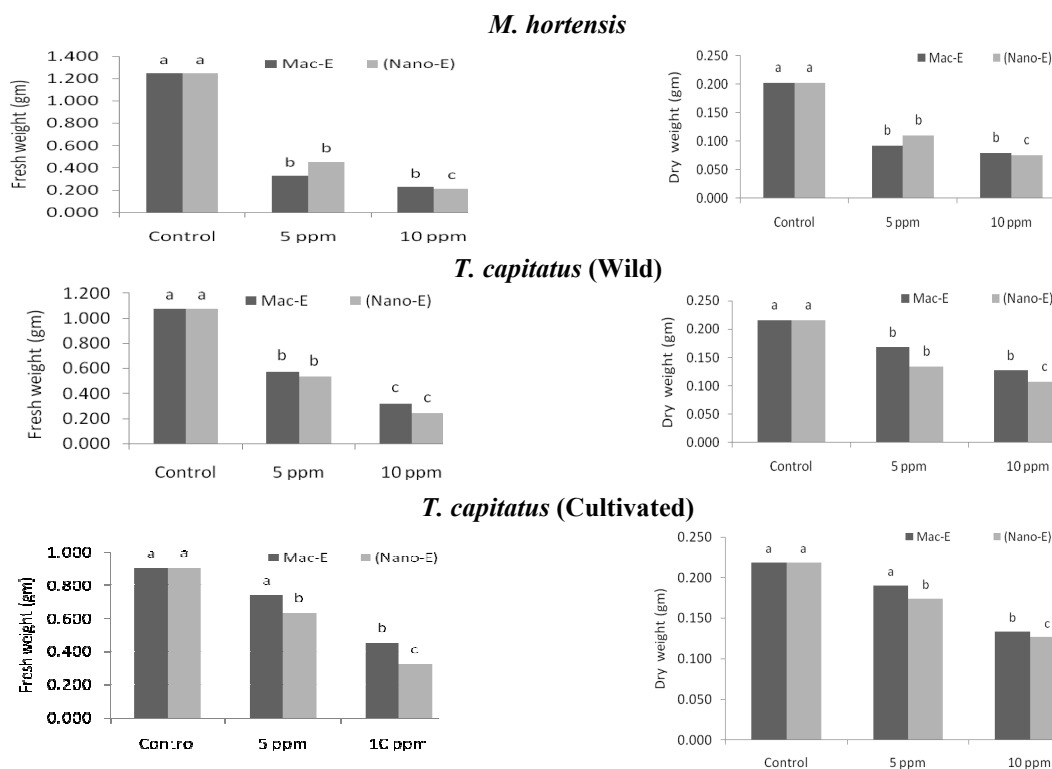 M. hortensis
1.400
1.200
1.000
0.800
0.600
0.400
0.200
0.000
Fresh weight (gm)
a a
b b
b c
Mac-E (Nano-E)
Control 5 ppm 10 ppm
0.250
0.200
0.150
0.100
0.050
0.000
Dry weight (gm)
a a
b b
b c
Mac-E (Nano-E)
Control 5 ppm 10 ppm
T. capitatus (Wild)
1.200
1.000
0.800
0.600
0.400
0.200
0.000
Fresh weight (gm)
a a
b b
c c
Mac-E (Nano-E)
Control 5 ppm 10 ppm
0.250
0.200
0.150
0.100
0.050
0.000
Dry weight (gm)
a a
b b
b c
Mac-E (Nano-E)
Control 5 ppm 10 ppm
T. capitatus (Cultivated)
1.000
0.800
0.600
0.400
0.200
0.000
Fresh weight (gm)
a a
a b
b c
Mac-E (Nano-E)
Contro 5 ppm 10 ppm
0.250
0.200
0.150
0.100
0.050
0.000
Dry weight (gm)
a a
a b
b c
Mac-E (Nano-E)
Control 5 ppm 10 ppm